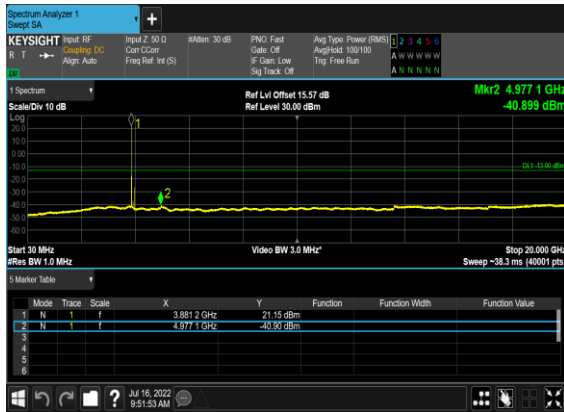 Spectrum Analyzer 1
Swept SA
+
KEYSIGHT Input: RF Input Z: 50 Ω #Atten: 30 dB PNO: Fast Avg Type: Power (RMS) 1 2 3 4 5 6
R T Coupling: DC Corr CCorr Gate: Off Avg|Hold: 100/100 A W W W W W
Align: Auto Freq Ref: Int (S) IF Gain: Low Trig: Free Run
Sig Track: Off A N N N N N
1 Spectrum
Ref Lvl Offset 15.57 dB Mkr2 4.977 1 GHz
Scale/Div 10 dB Ref Level 30.00 dBm -40.899 dBm
Log
1
20.0
10.0
0.00
-10.0
DL1 -13.00 dBm
-20.0
-30.0
2
-40.0
-50.0
-60.0
Start 30 MHz Video BW 3.0 MHz* Stop 20.000 GHz
#Res BW 1.0 MHz Sweep ~38.3 ms (40001 pts)
5 Marker Table
Mode Trace Scale X Y Function Function Width Function Value
1 N 1 f 3.881 2 GHz 21.15 dBm
2 N 1 f 4.977 1 GHz -40.90 dBm
3
4
5
6
? Jul 16, 2022
9:51:53 AM